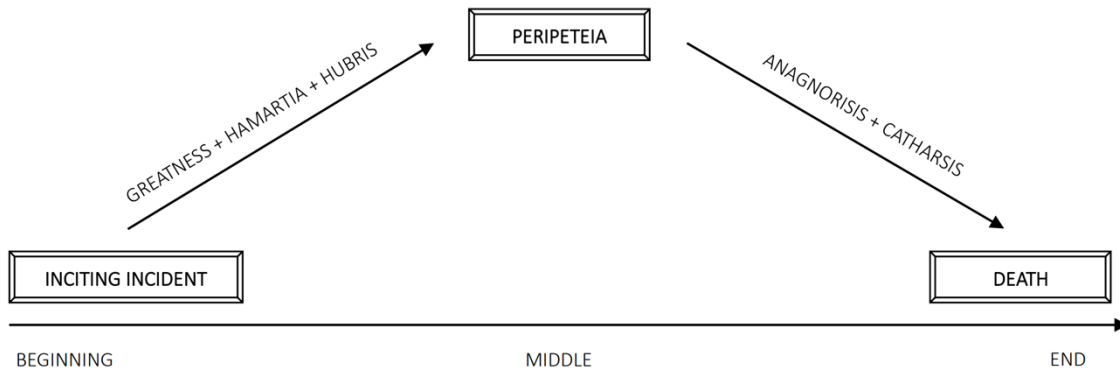 PERIPETEIA
GREATNESS + HAMARTIA + HUBRIS
ANAGNORISIS + CATHARSIS
INCITING INCIDENT
DEATH
BEGINNING
MIDDLE
END